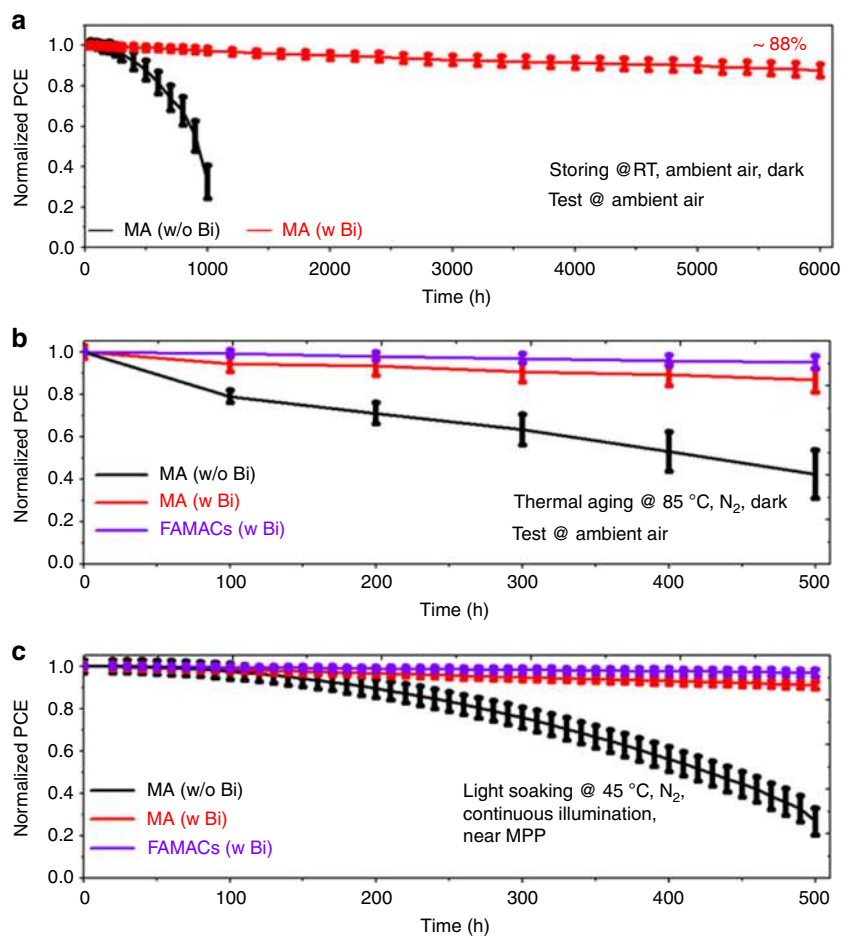 a
1.0
0.8
0.6
0.4
0.2
0.0
Normalized PCE
~ 88%
Storing @RT, ambient air, dark
Test @ ambient air
MA (w/o Bi) MA (w Bi)
0 1000 2000 3000 4000 5000 6000
Time (h)
b
1.0
0.8
0.6
0.4
0.2
0.0
Normalized PCE
MA (w/o Bi)
MA (w Bi)
FAMACs (w Bi)
Thermal aging @ 85 °C, N₂, dark
Test @ ambient air
0 100 200 300 400 500
Time (h)
c
1.0
0.8
0.6
0.4
0.2
0.0
Normalized PCE
MA (w/o Bi)
MA (w Bi)
FAMACs (w Bi)
Light soaking @ 45 °C, N₂,
continuous illumination,
near MPP
0 100 200 300 400 500
Time (h)